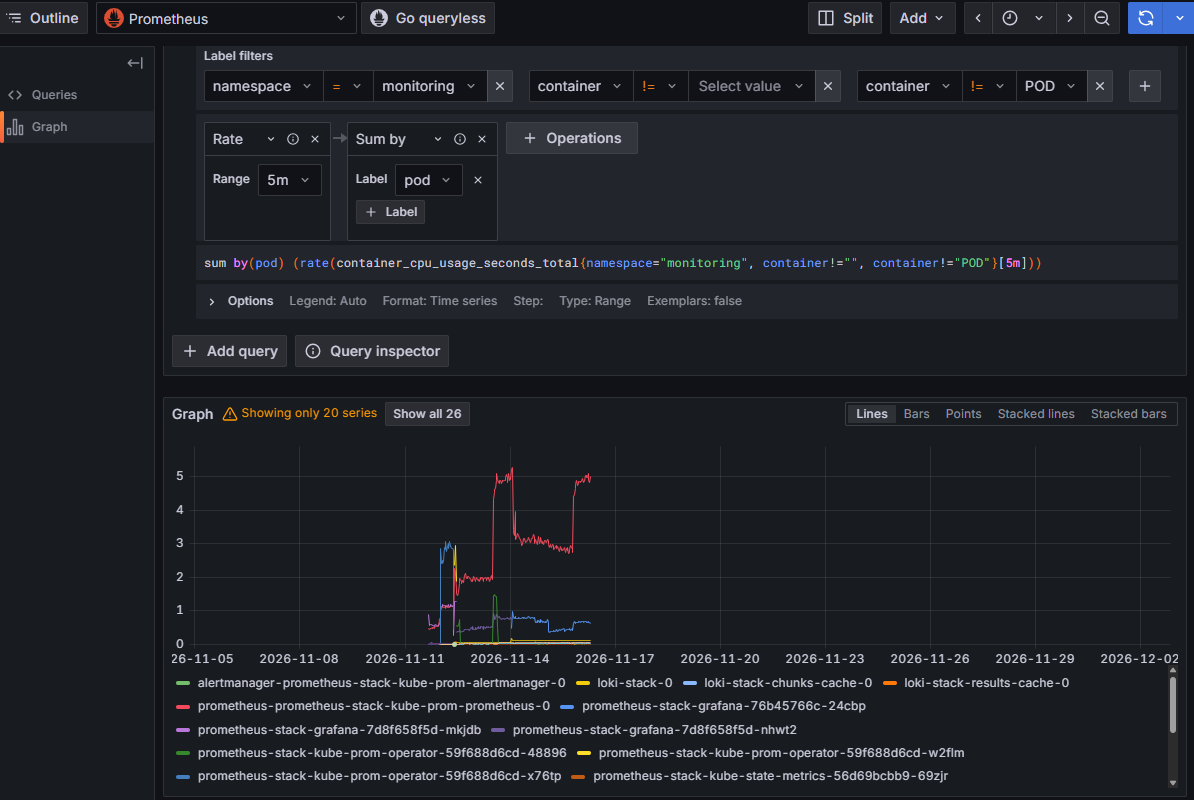 Outline Prometheus Go queryless Split Add
Label filters
namespace = monitoring container != Select value container != POD
Queries
Graph
Rate Sum by Operations
Range 5m Label pod
Label
sum by(pod) (rate(container_cpu_usage_seconds_total{namespace="monitoring", container!="", container!="POD"}[5m]))
Options Legend: Auto Format: Time series Step: Type: Range Exemplars: false
Add query Query inspector
Graph Showing only 20 series Show all 26 Lines Bars Points Stacked lines Stacked bars
5
4
3
2
1
0
26-11-05 2026-11-08 2026-11-11 2026-11-14 2026-11-17 2026-11-20 2026-11-23 2026-11-26 2026-11-29 2026-12-02
alertmanager-prometheus-stack-kube-prom-alertmanager-0 loki-stack-0 loki-stack-chunks-cache-0 loki-stack-results-cache-0
prometheus-prometheus-stack-kube-prom-prometheus-0 prometheus-stack-grafana-76b45766c-24cbp
prometheus-stack-grafana-7d8f658f5d-mkjdb prometheus-stack-grafana-7d8f658f5d-nhwt2
prometheus-stack-kube-prom-operator-59f688d6cd-48896 prometheus-stack-kube-prom-operator-59f688d6cd-w2flm
prometheus-stack-kube-prom-operator-59f688d6cd-x76tp prometheus-stack-kube-state-metrics-56d69bcbb9-69zjr